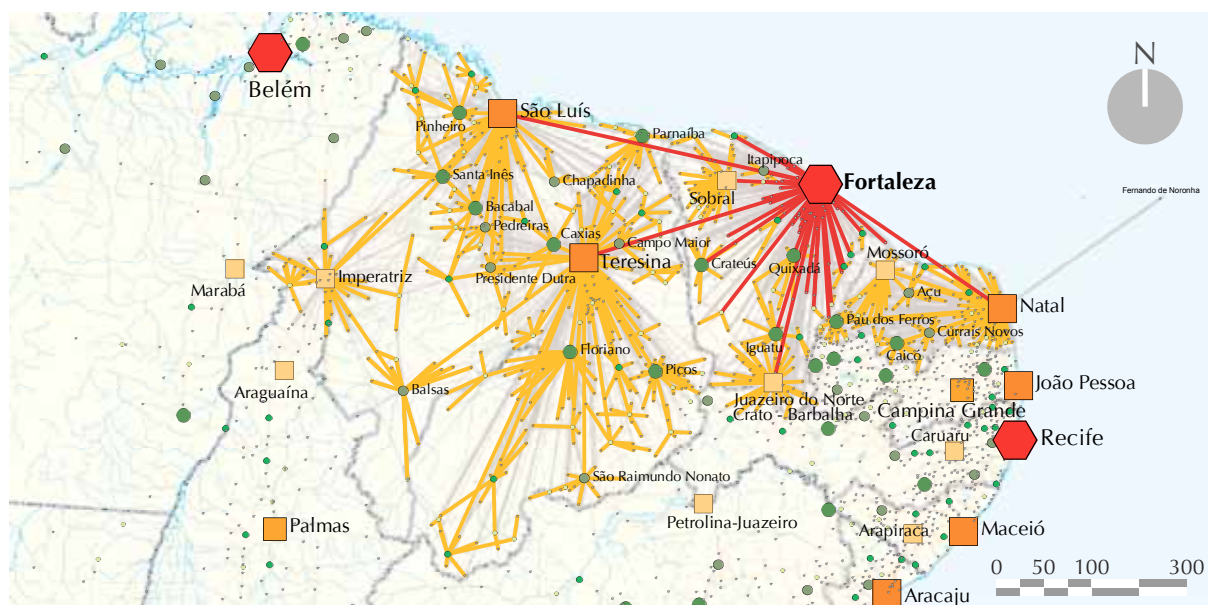 N
Belém
São Luís
Pinheiro
Parnaíba
Itapipoca
Fortaleza
Santa Inês
Chapadinha
Sobral
Fernando de Noronha
Bacabal
Pedreiras
Caxias
Campo Maior
Mossoró
Teresina
Crateús
Quixadá
Marabá
Imperatriz
Presidente Dutra
Açu
Natal
Pau dos Ferros
Currais Novos
Floriano
Iguatu
Caicó
Araguaína
Balsas
Picos
Juazeiro do Norte
Crato - Barbalha
João Pessoa
Campina Grande
Caruaru
Recife
São Raimundo Nonato
Palmas
Petrolina-Juazeiro
Arapiraca
Maceió
0 50 100 300
Aracaju